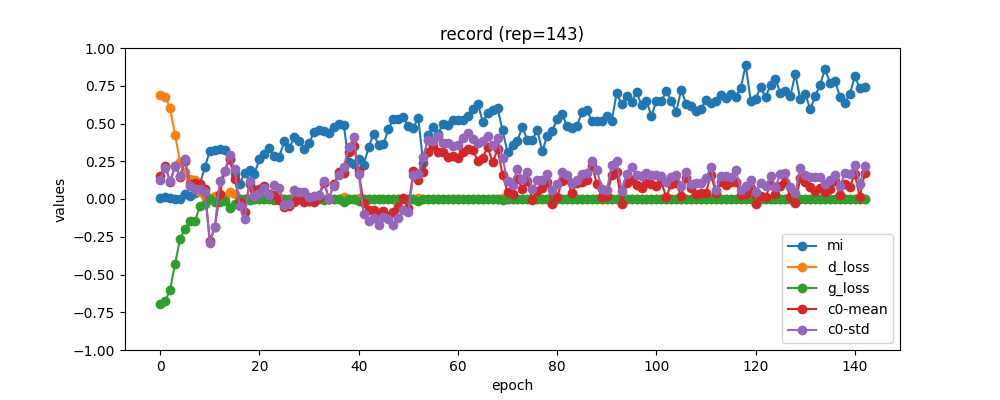 record (rep=143)
1.00
0.75
0.50
0.25
0.00
−0.25
−0.50
−0.75
−1.00
values
0 20 40 60 80 100 120 140
epoch
mi
d_loss
g_loss
c0-mean
c0-std